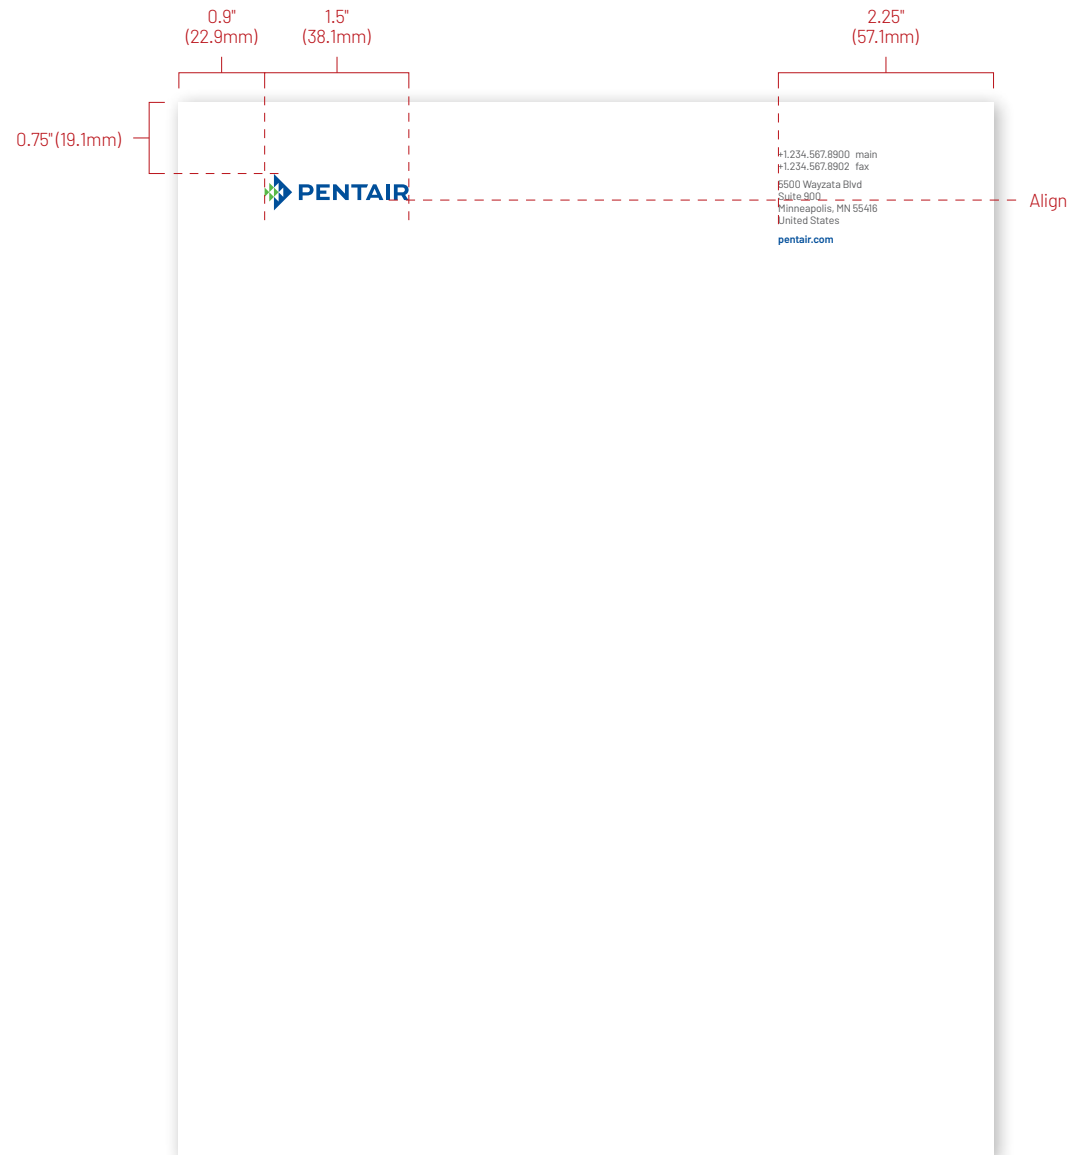 0.9"
(22.9mm)
1.5"
(38.1mm)
2.25"
(57.1mm)
0.75" (19.1mm)
PENTAIR
+1.234.567.8900 main
+1.234.567.8902 fax
5500 Wayzata Blvd
Suite 900
Minneapolis, MN 55416
United States
pentair.com
Align